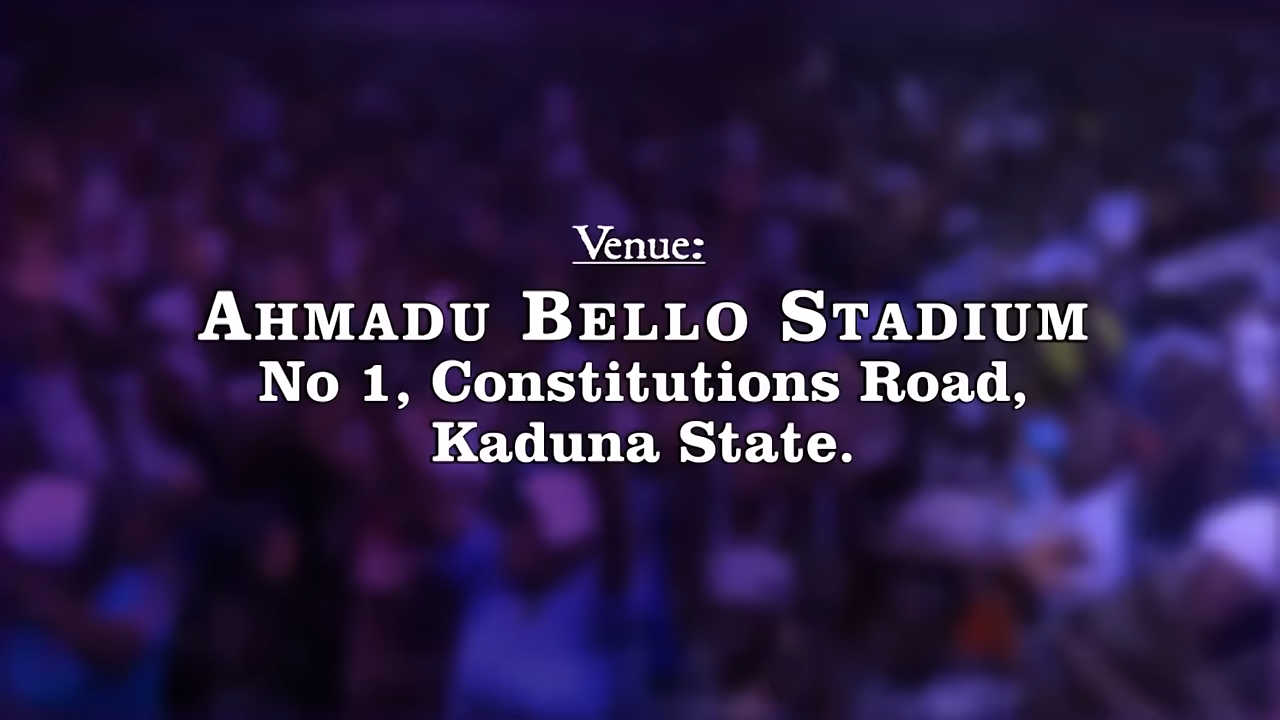 Venue:
AHMADU BELLO STADIUM
No 1, Constitutions Road,
Kaduna State.